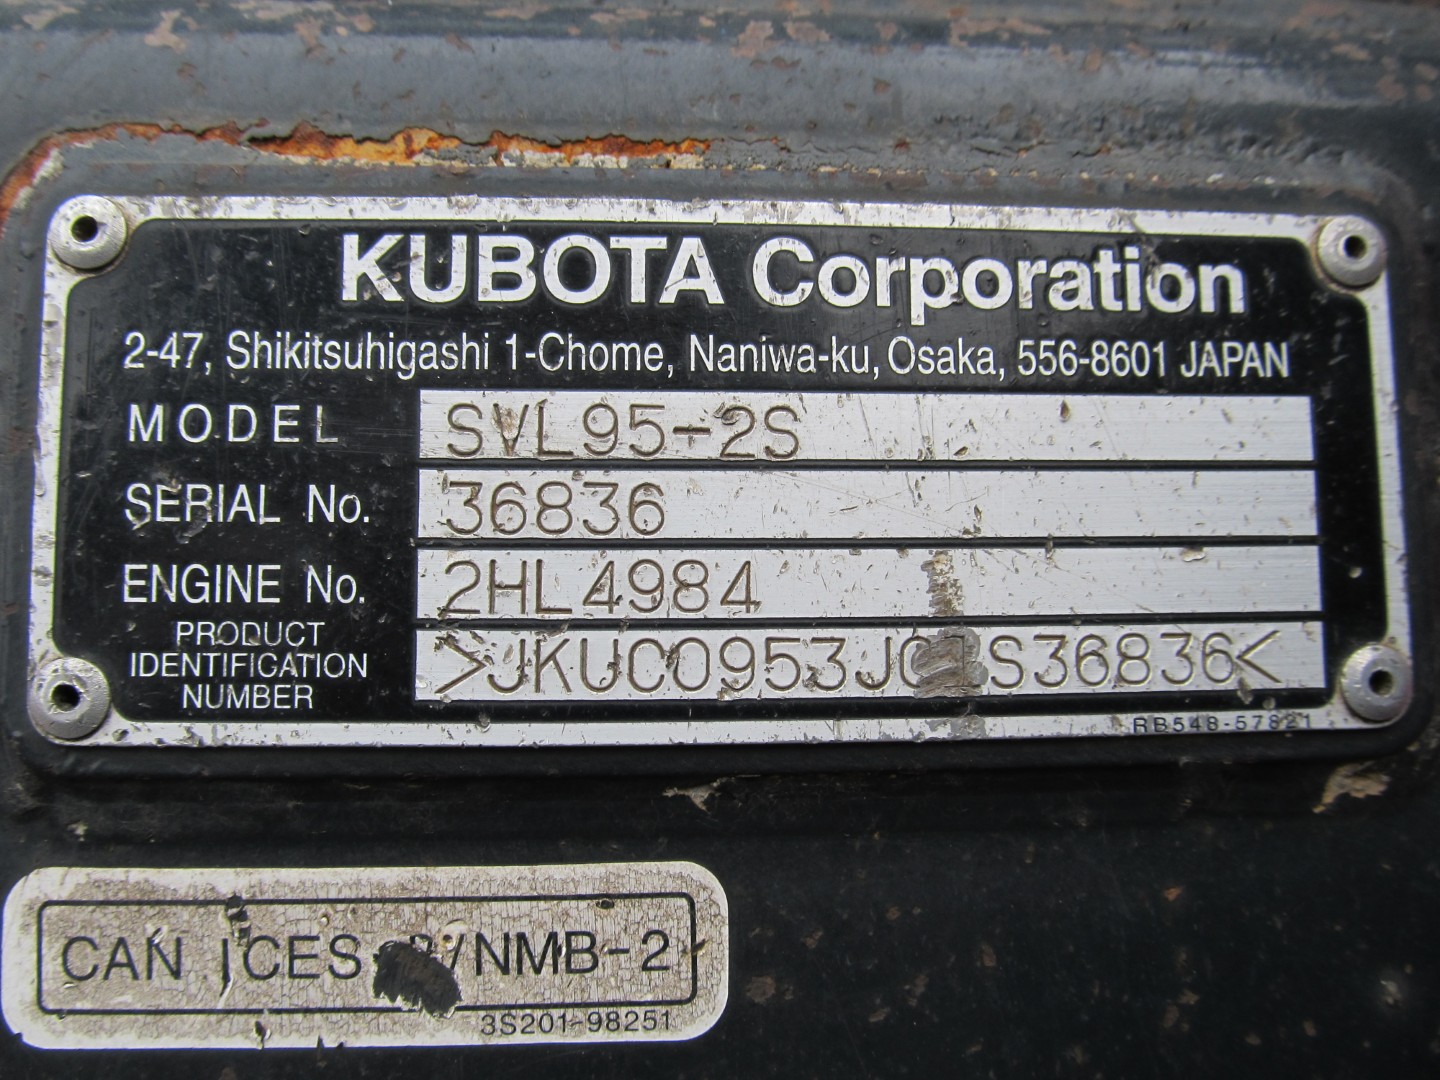 KUBOTA Corporation
2-47, Shikitsuhigashi 1-Chome, Naniwa-ku, Osaka, 556-8601 JAPAN
MODEL SVL95-2S
SERIAL No. 36836
ENGINE No. 2HL4984
PRODUCT IDENTIFICATION NUMBER
RB548-57821
CAN ICES /NMB-2
3S201-98251